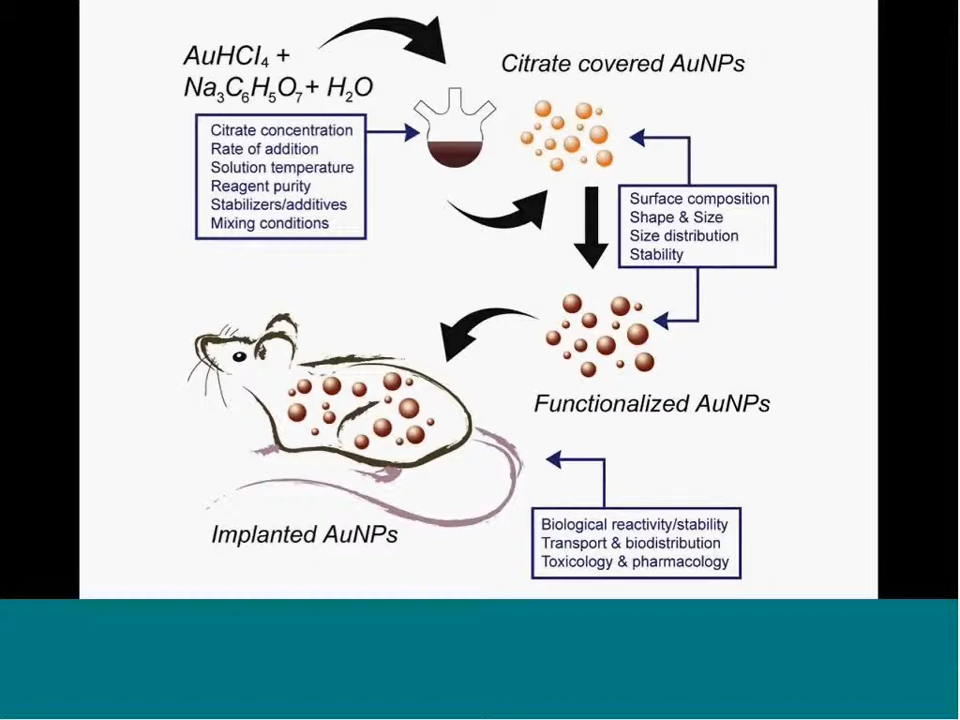 AuHCl₄ +
Na₃C₆H₅O₇ + H₂O
Citrate covered AuNPs
Citrate concentration
Rate of addition
Solution temperature
Reagent purity
Stabilizers/additives
Mixing conditions
Surface composition
Shape & Size
Size distribution
Stability
Functionalized AuNPs
Implanted AuNPs
Biological reactivity/stability
Transport & biodistribution
Toxicology & pharmacology